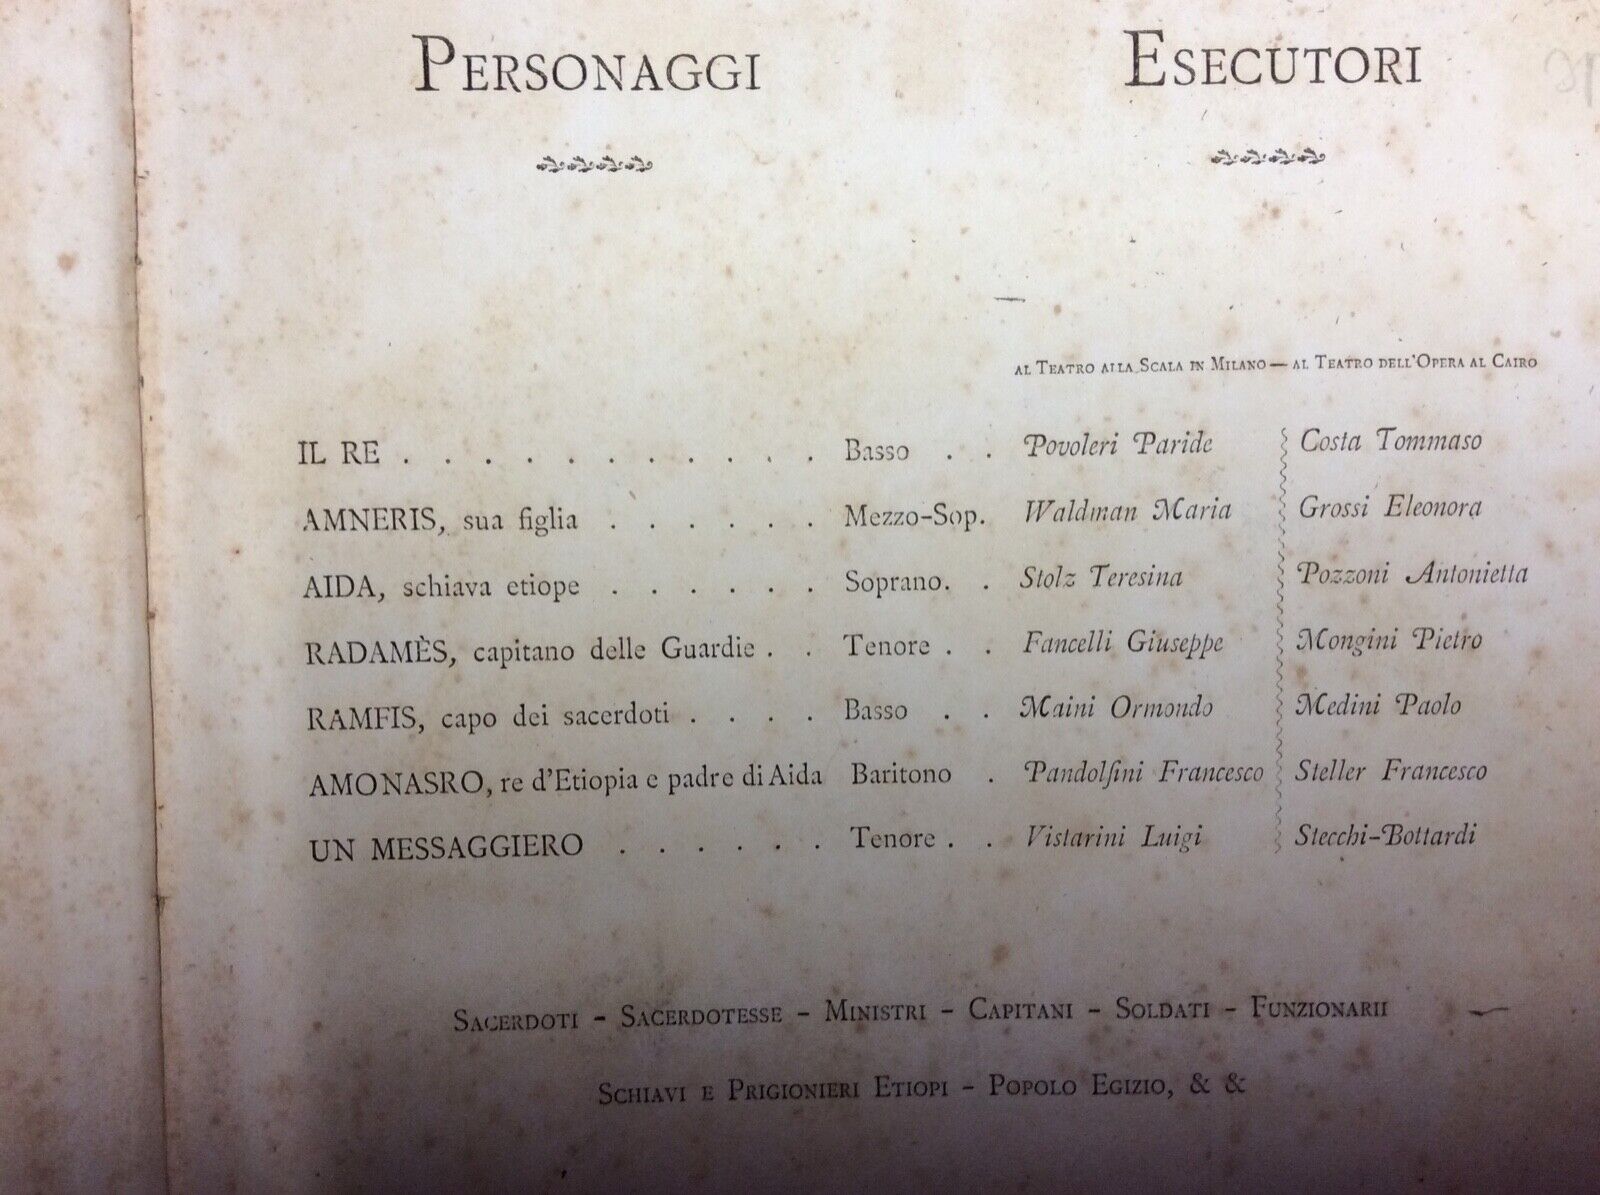 PERSONAGGI ESECUTORI
AL TEATRO ALLA SCALA IN MILANO — AL TEATRO DELL'OPERA AL CAIRO
IL RE . . . . . . . . . . . Basso . . Povoleri Paride Costa Tommaso
AMNERIS, sua figlia . . . . . . Mezzo-Sop. Waldman Maria Grossi Eleonora
AIDA, schiava etiope . . . . . . Soprano. . Stolz Teresina Pozzoni Antonietta
RADAMÈS, capitano delle Guardie . . Tenore . . Fancelli Giuseppe Mongini Pietro
RAMFIS, capo dei sacerdoti . . . . Basso . . Maini Ormondo Medini Paolo
AMONASRO, re d'Etiopia e padre di Aida Baritono . Pandolfini Francesco Steller Francesco
UN MESSAGGIERO . . . . . . Tenore . . Vistarini Luigi Stecchi-Bottardi
SACERDOTI - SACERDOTESSE - MINISTRI - CAPITANI - SOLDATI - FUNZIONARII
SCHIAVI E PRIGIONIERI ETIOPI - POPOLO EGIZIO, & &